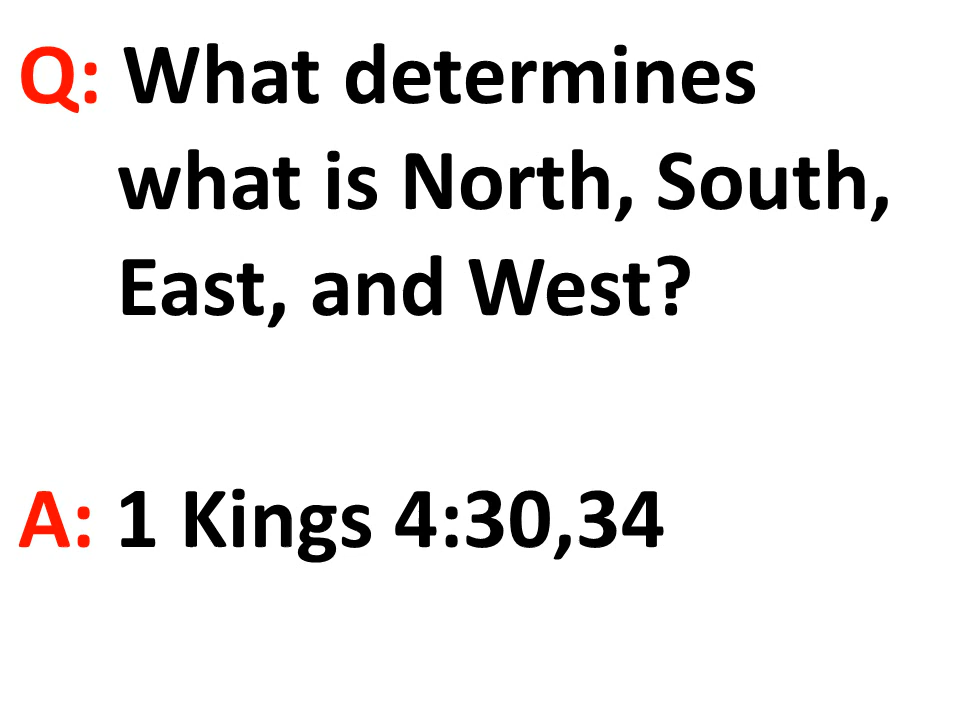 Q: What determines
what is North, South,
East, and West?
A: 1 Kings 4:30,34